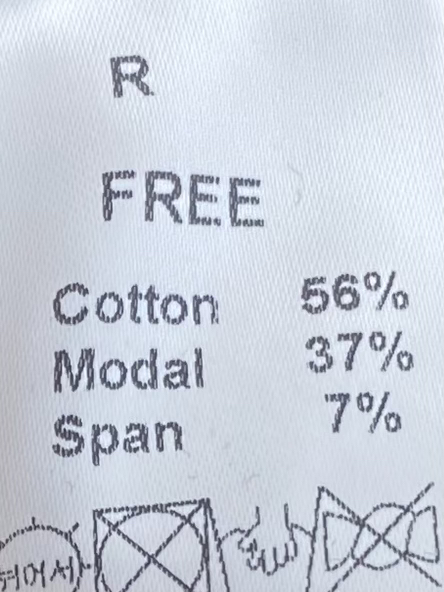 R
FREE
Cotton 56%
Modal 37%
Span 7%